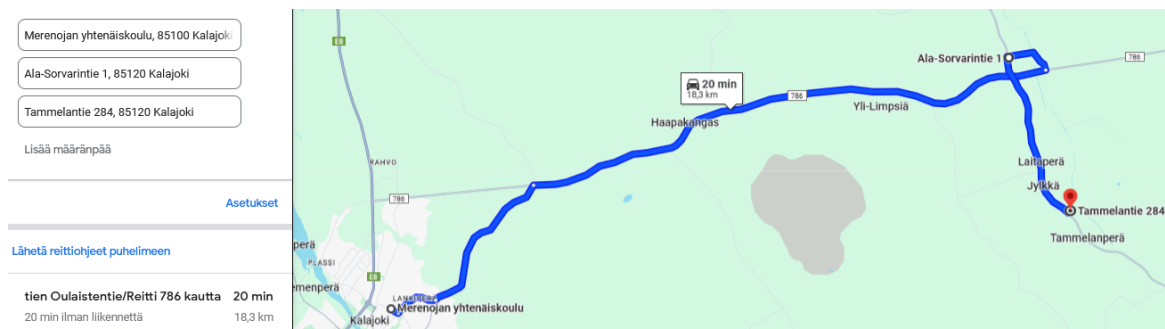 Merenojan yhtenäiskoulu, 85100 Kalajoki
Ala-Sorvarintie 1, 85120 Kalajoki
Tammelantie 284, 85120 Kalajoki
Lisää määränpää
Asetukset
Lähetä reittiohjeet puhelimeen
tien Oulaistentie/Reitti 786 kautta 20 min
20 min ilman liikennettä 18,3 km
E8
Ala-Sorvarintie 1
786
20 min
18,3 km
786
Yli-Limpsiä
Haapakangas
RAHVO
Laitaperä
786
Jylkkä
Tammelantie 284
Tammelanperä
perä
PLASSI
E8
emenperä
Merenojan yhtenäiskoulu
Kalajoki